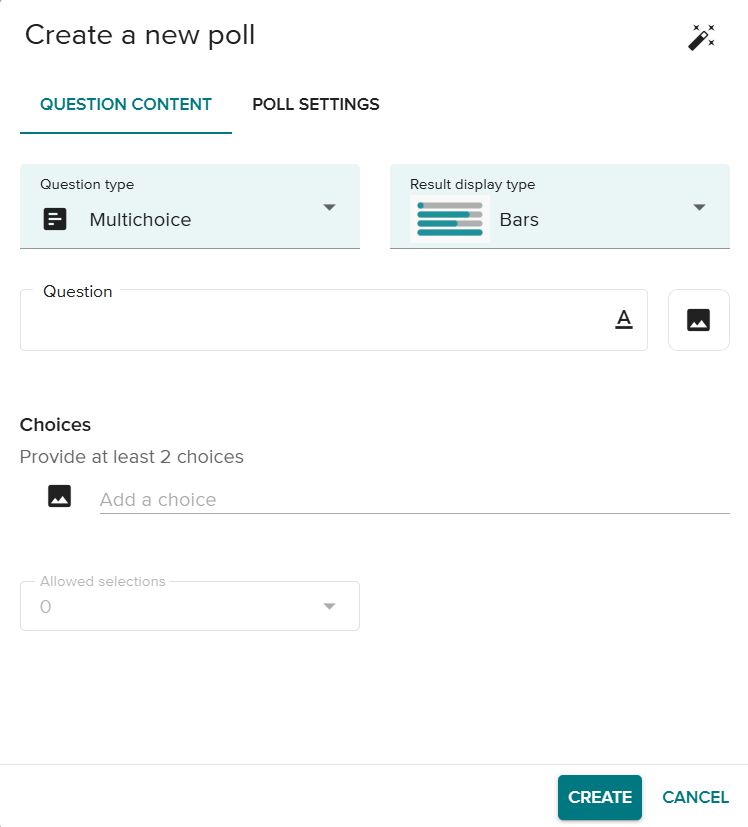 Create a new poll
QUESTION CONTENT POLL SETTINGS
Question type
Multichoice
Result display type
Bars
Question
A
Choices
Provide at least 2 choices
Add a choice
Allowed selections
0
CREATE CANCEL